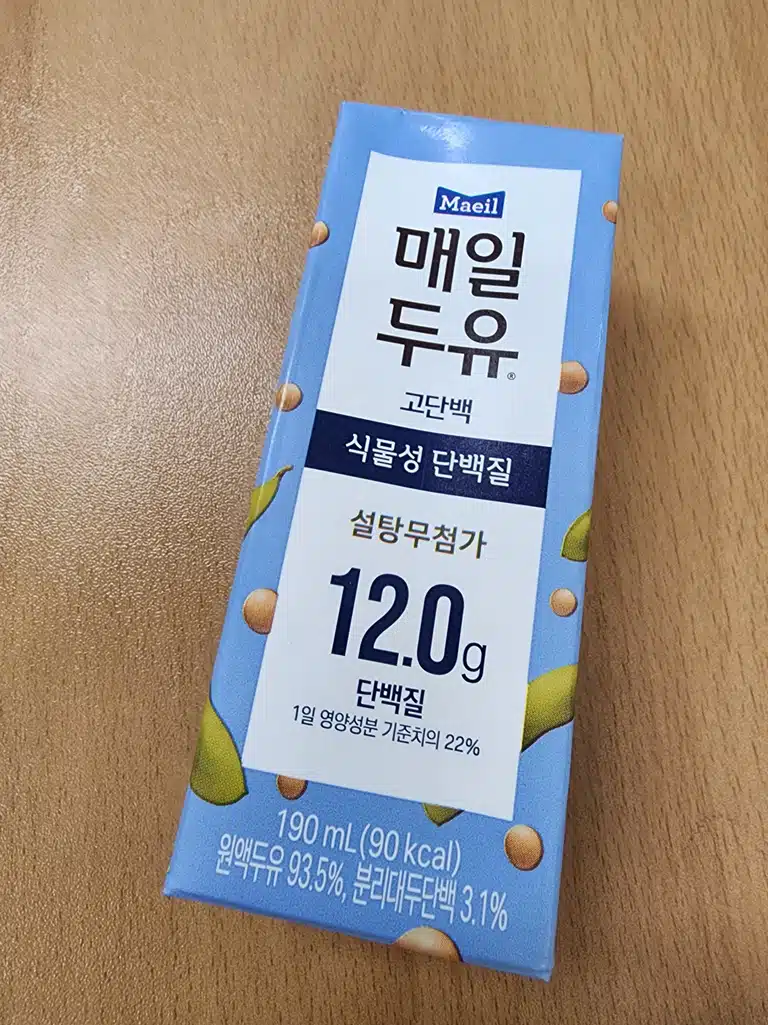 Maeil
매일
두유®
고단백
식물성 단백질
설탕무첨가
12.0g
단백질
1일 영양성분 기준치의 22%
190 mL(90 kcal)
원액두유 93.5%, 분리대두단백 3.1%